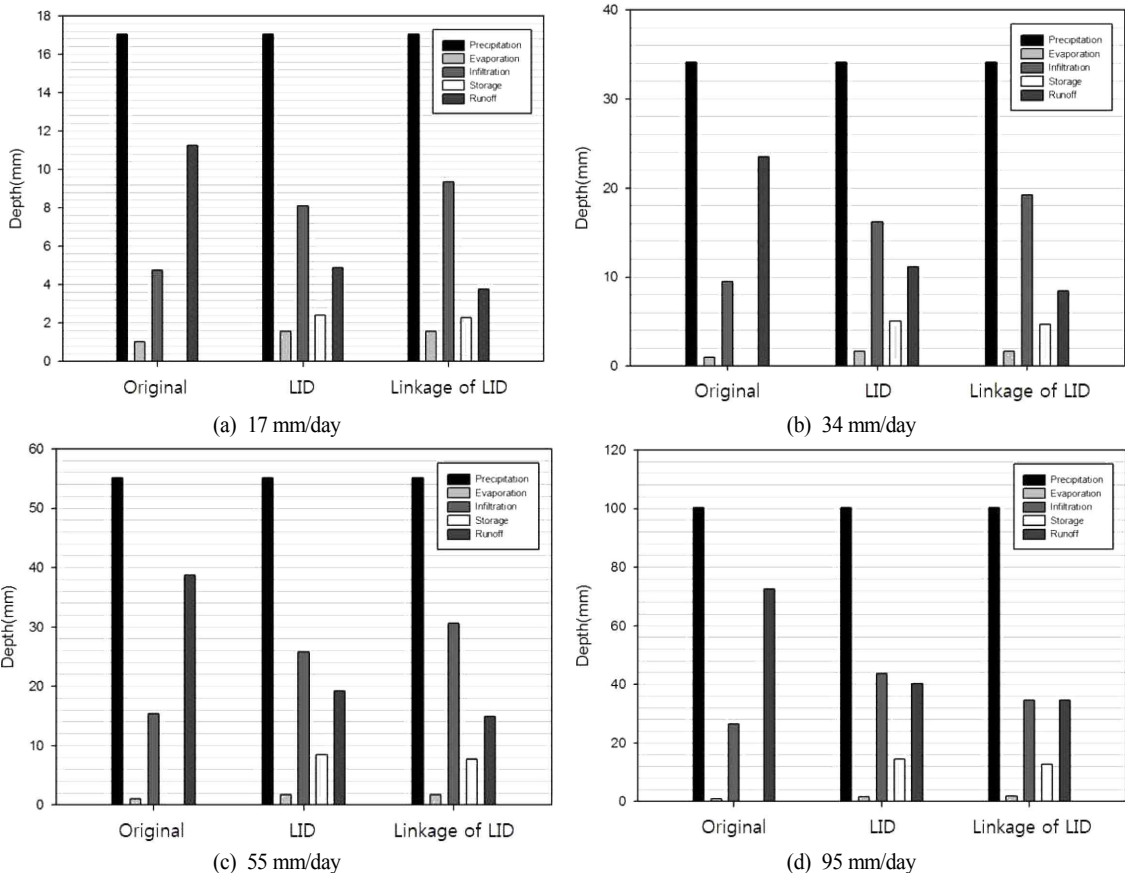 18
16
14
12
10
8
6
4
2
0
Depth(mm)
Precipitation
Evaporation
Infiltration
Storage
Runoff
Original
LID
Linkage of LID
(a) 17 mm/day
40
30
20
10
0
Depth(mm)
Precipitation
Evaporation
Infiltration
Storage
Runoff
Original
LID
Linkage of LID
(b) 34 mm/day
60
50
40
30
20
10
0
Depth(mm)
Precipitation
Evaporation
Infiltration
Storage
Runoff
Original
LID
Linkage of LID
(c) 55 mm/day
120
100
80
60
40
20
0
Depth(mm)
Precipitation
Evaporation
Infiltration
Storage
Runoff
Original
LID
Linkage of LID
(d) 95 mm/day